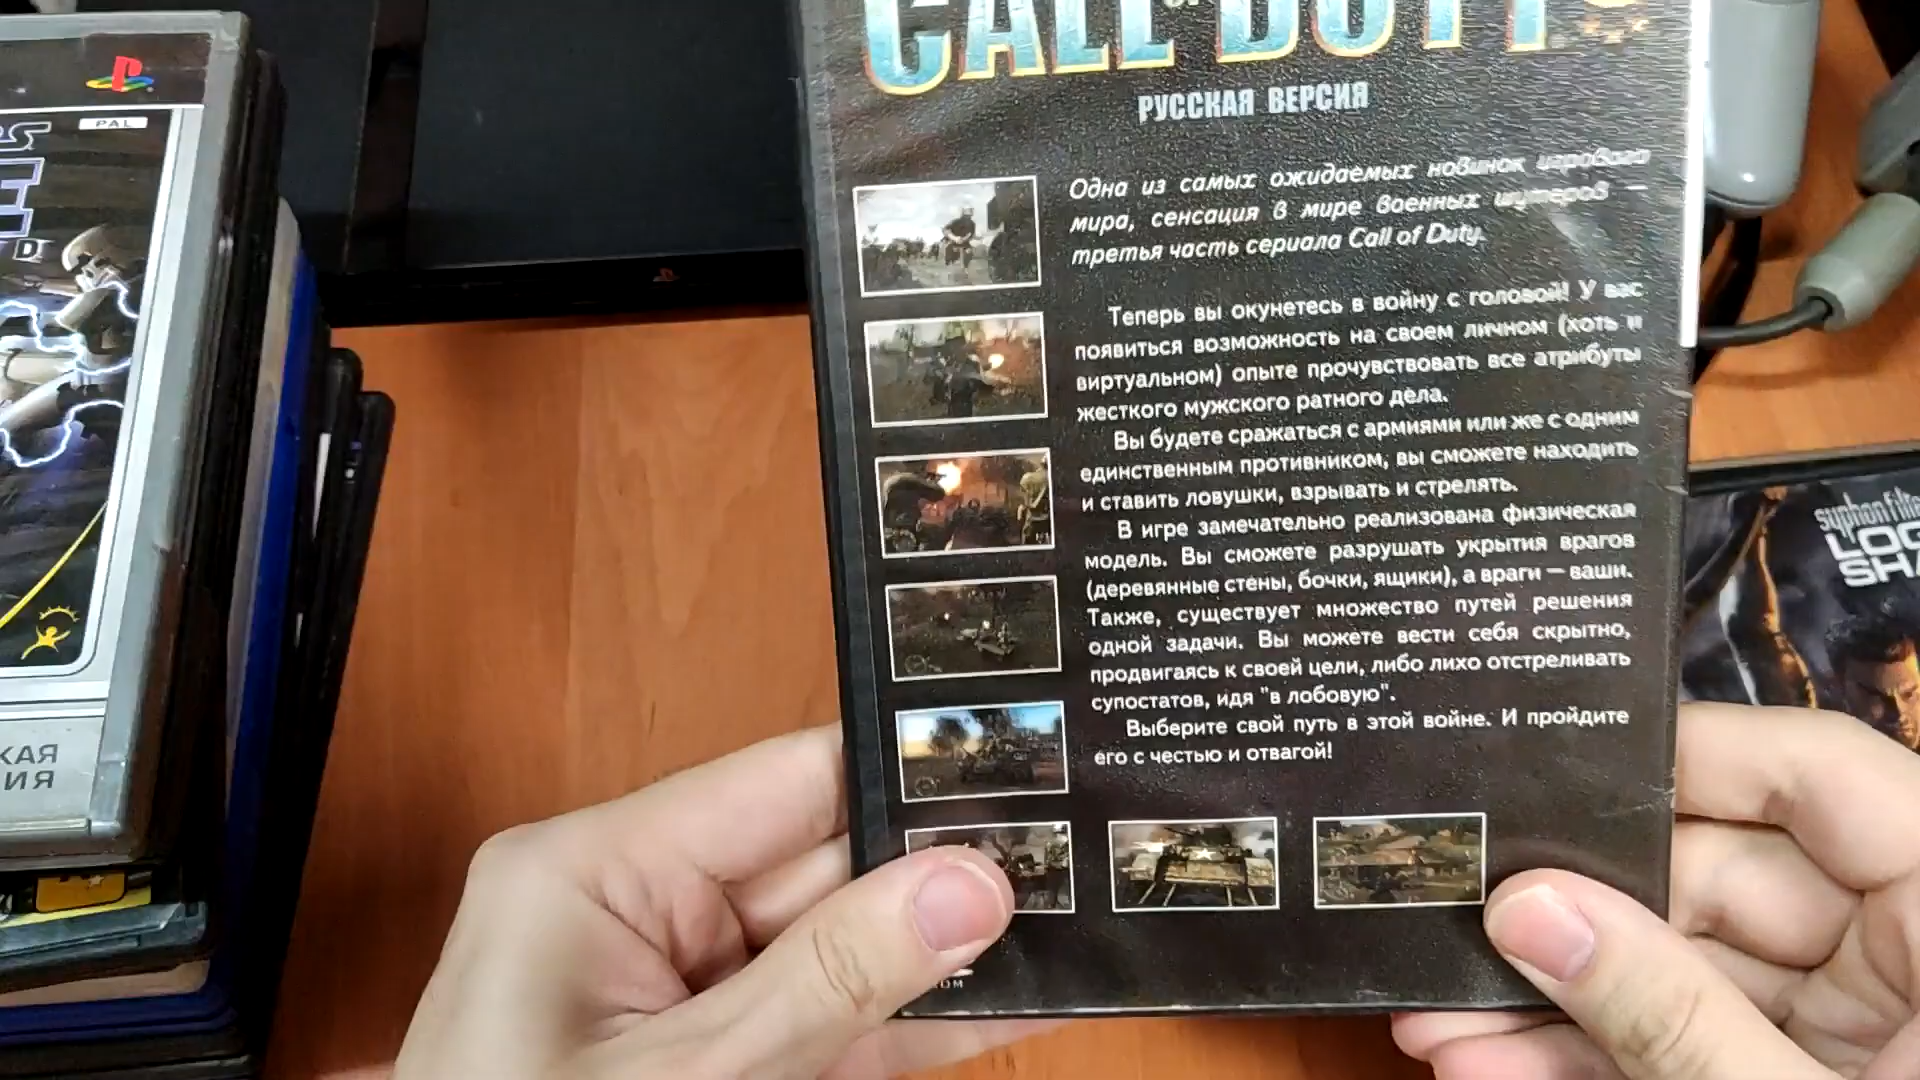 CALL OF DUTY
РУССКАЯ ВЕРСИЯ
Одна из самых ожидаемых новинок игрового
мира, сенсация в мире военных шутеров –
третья часть сериала Call of Duty.
Теперь вы окунетесь в войну с головой! У вас
появиться возможность на своем личном (хоть и
виртуальном) опыте прочувствовать все атрибуты
жесткого мужского ратного дела.
Вы будете сражаться с армиями или же с одним
единственным противником, вы сможете находить
и ставить ловушки, взрывать и стрелять.
В игре замечательно реализована физическая
модель. Вы сможете разрушать укрытия врагов
(деревянные стены, бочки, ящики), а враги – ваши.
Также, существует множество путей решения
одной задачи. Вы можете вести себя скрытно,
продвигаясь к своей цели, либо лихо отстреливать
супостатов, идя "в лобовую".
Выберите свой путь в этой войне. И пройдите
его с честью и отвагой!
PAL